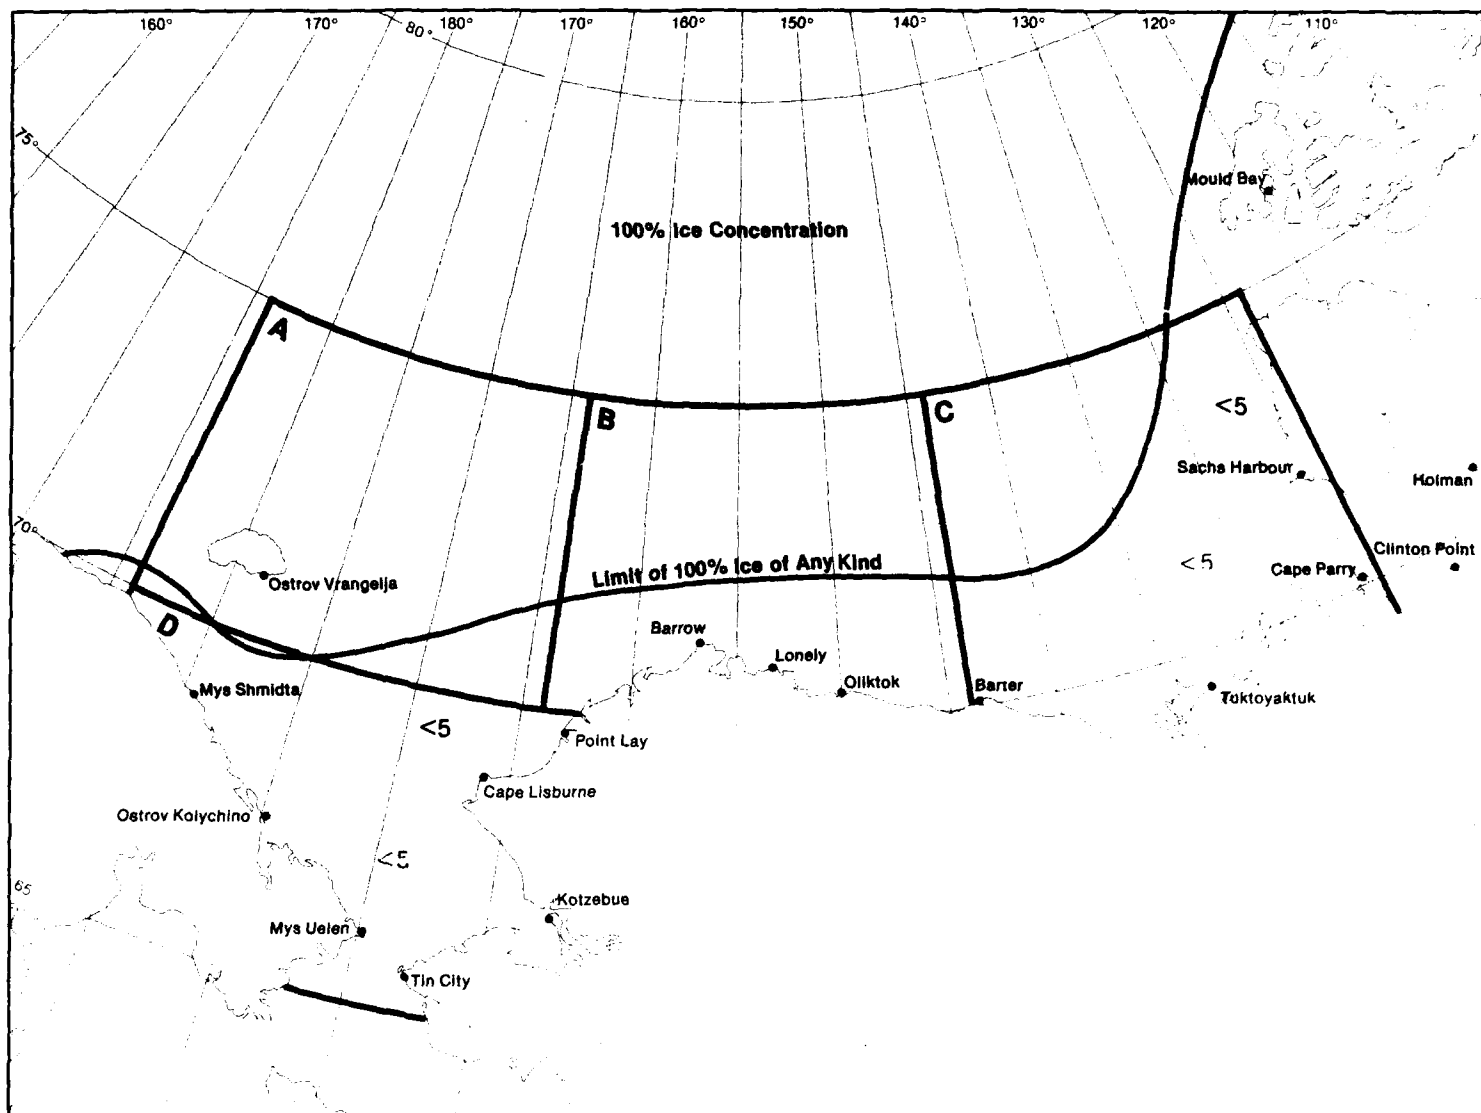 160° 170° 180° 170° 160° 150° 140° 130° 120° 110°
80°
75°
Mould Bay
100% Ice Concentration
A
B
C
<5
Sachs Harbour
Holman
70°
Limit of 100% Ice of Any Kind
Clinton Point
<5
Cape Parry
Ostrov Vrangelja
D
Barrow
Lonely
Oliktok
Barter
Tuktoyaktuk
Mys Shmidta
<5
Point Lay
Cape Lisburne
Ostrov Kolychino
<5
65
Kotzebue
Mys Uelen
Tin City